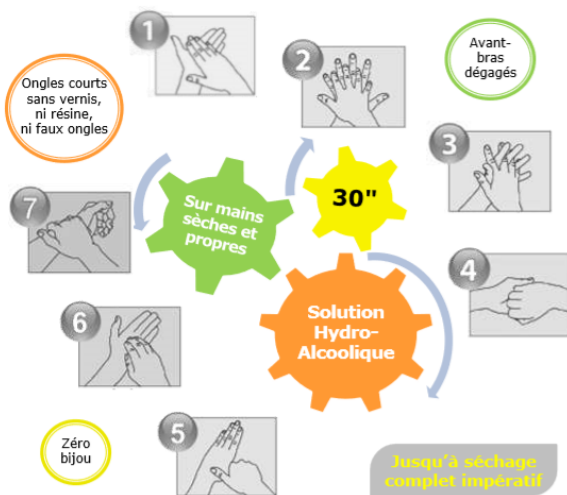 1
2
Avant-
bras
dégagés
Ongles courts
sans vernis,
ni résine,
ni faux ongles
3
30"
7
Sur mains
sèches et
propres
4
Solution
Hydro-
Alcoolique
6
5
Zéro
bijou
Jusqu'à séchage
complet impératif